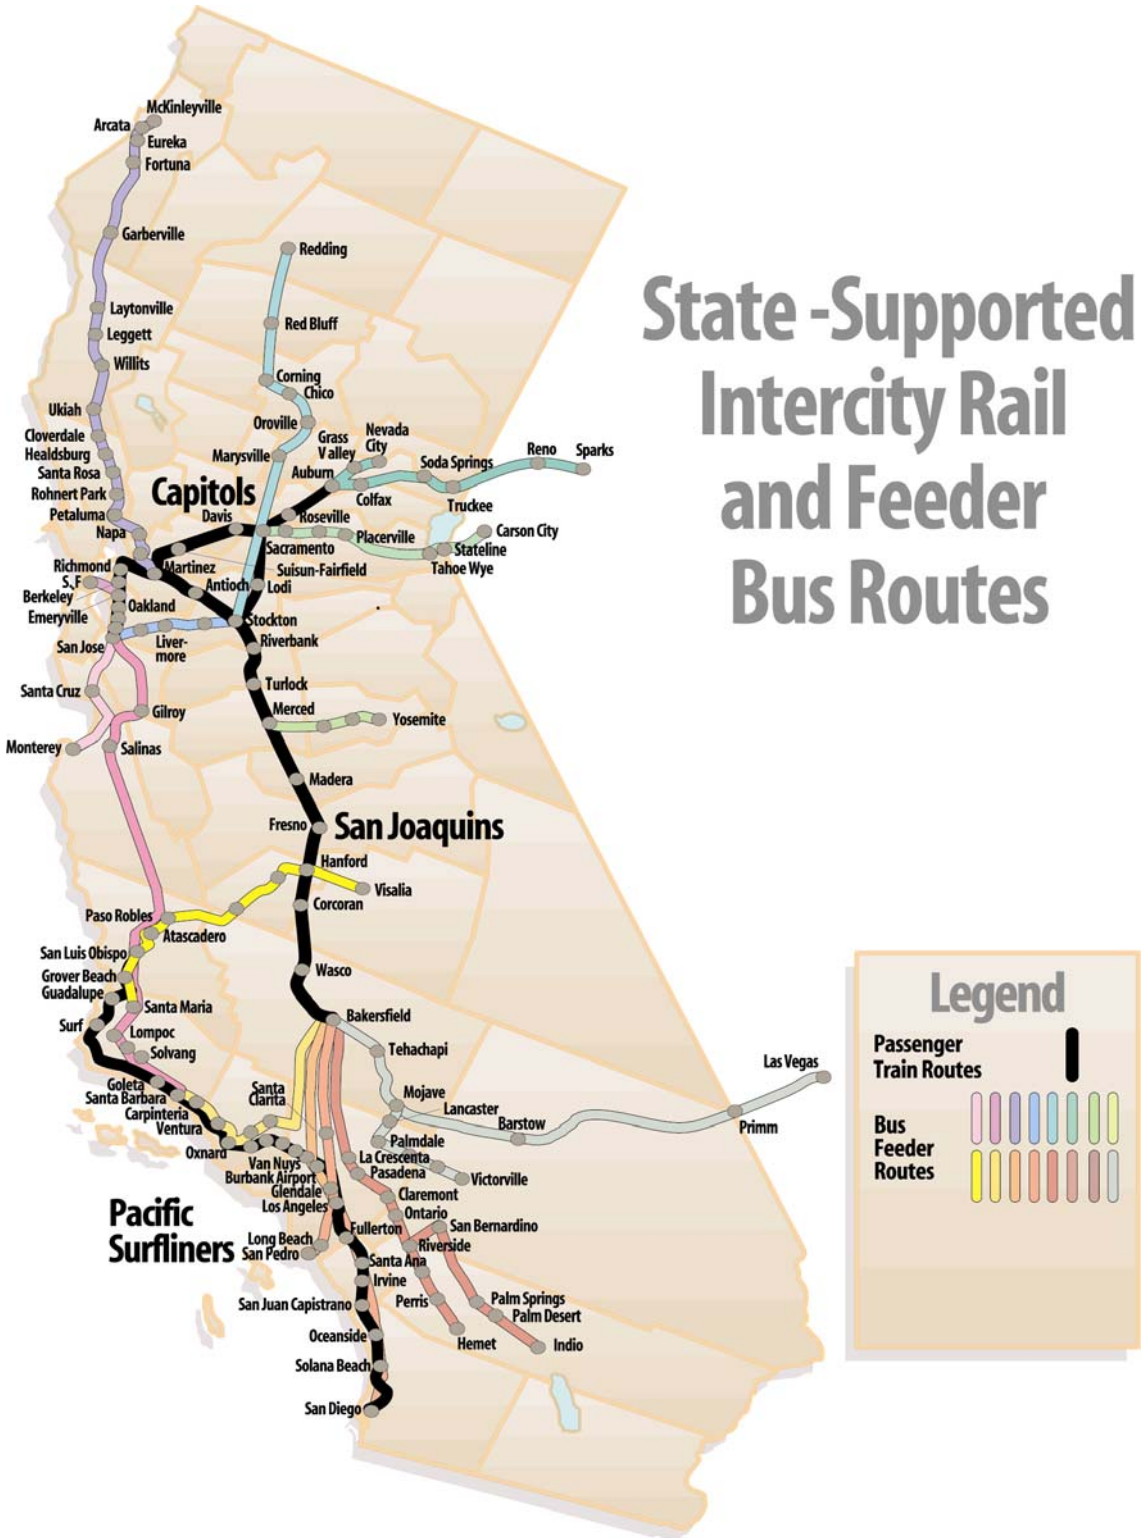 State -Supported
Intercity Rail
and Feeder
Bus Routes
McKinleyville
Arcata
Eureka
Fortuna
Garberville
Redding
Laytonville
Leggett
Red Bluff
Willits
Corning
Chico
Ukiah
Oroville
Cloverdale
Healdsburg
Marysville
Grass
Valley
Nevada
City
Reno
Sparks
Soda Springs
Santa Rosa
Auburn
Rohnert Park
Capitols
Colfax
Truckee
Petaluma
Davis
Roseville
Napa
Placerville
Carson City
Sacramento
Stateline
Tahoe Wye
Richmond
Martinez
Suisun-Fairfield
S.F
Antioch
Lodi
Berkeley
Oakland
Emeryville
Stockton
San Jose
Liver-
more
Riverbank
Santa Cruz
Turlock
Gilroy
Merced
Yosemite
Monterey
Salinas
Madera
Fresno
San Joaquins
Hanford
Visalia
Corcoran
Paso Robles
Atascadero
San Luis Obispo
Grover Beach
Wasco
Guadalupe
Santa Maria
Surf
Bakersfield
Lompoc
Solvang
Tehachapi
Las Vegas
Goleta
Santa Barbara
Santa
Clarita
Mojave
Carpinteria
Lancaster
Ventura
Barstow
Primm
Oxnard
Palmdale
Van Nuys
La Crescenta
Burbank Airport
Pasadena
Victorville
Glendale
Los Angeles
Claremont
Ontario
Pacific
Surfliners
Long Beach
San Pedro
Fullerton
San Bernardino
Riverside
Santa Ana
Irvine
San Juan Capistrano
Perris
Palm Springs
Palm Desert
Oceanside
Hemet
Indio
Solana Beach
San Diego
Legend
Passenger
Train Routes
Bus
Feeder
Routes